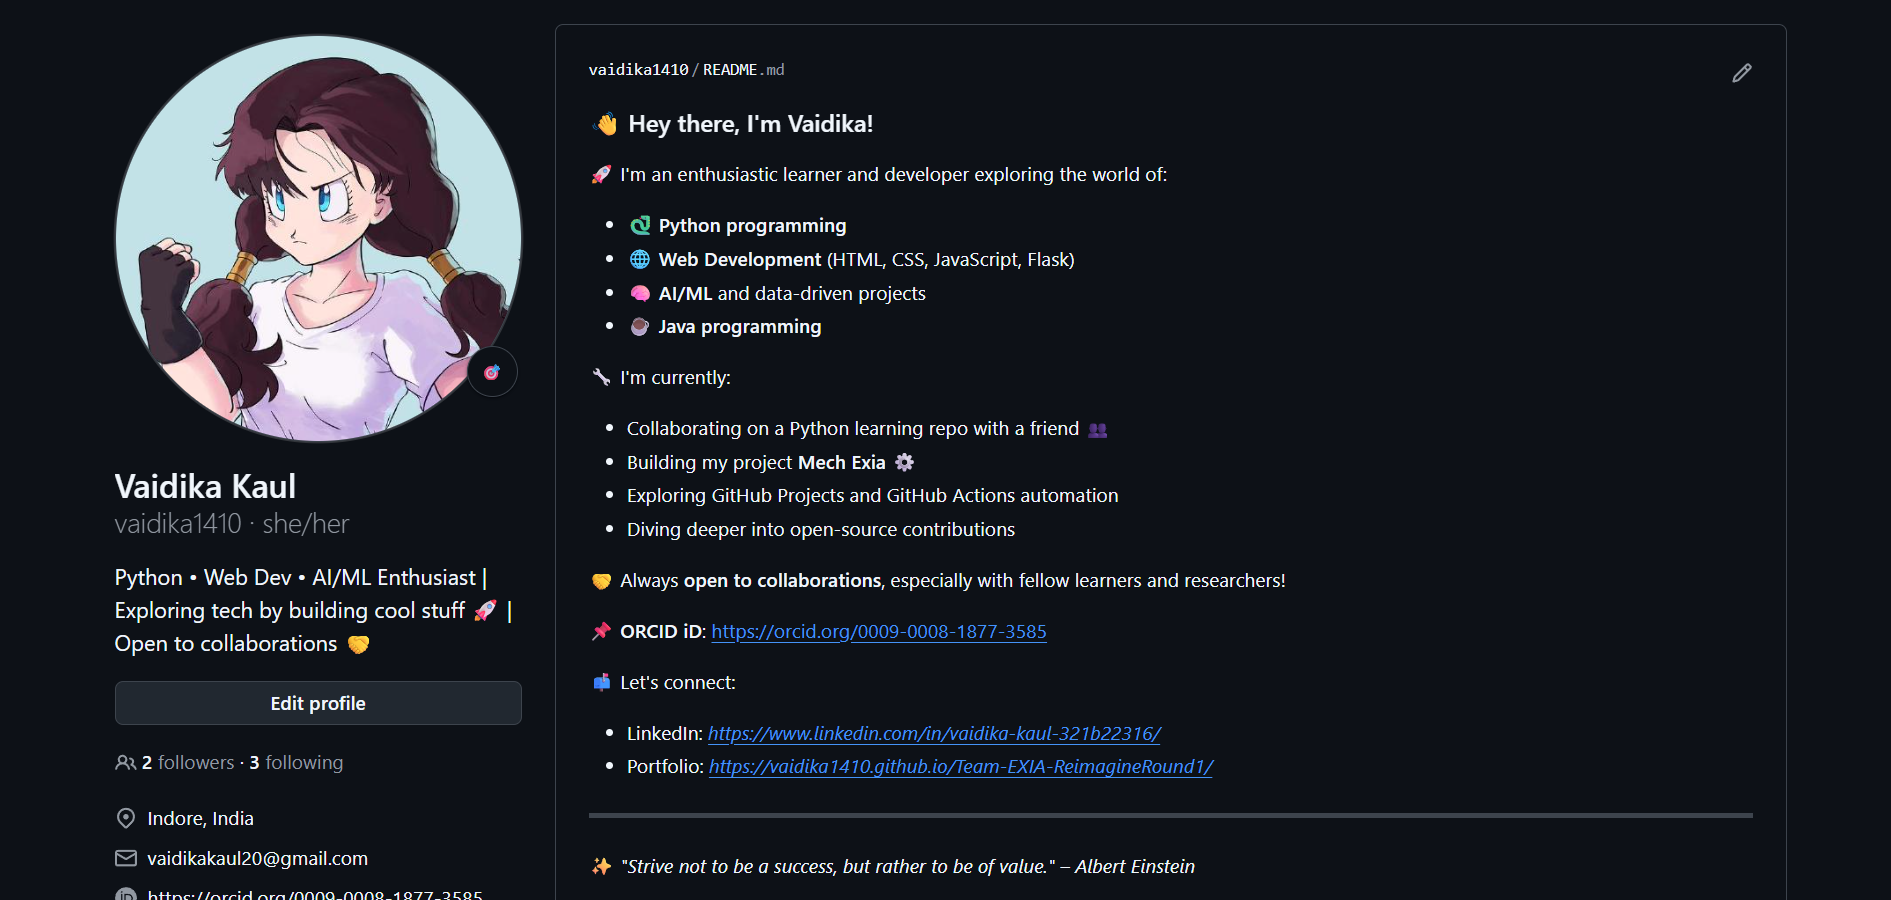 vaidika1410/README.md
👋 Hey there, I'm Vaidika!
🚀 I'm an enthusiastic learner and developer exploring the world of:
• 🐍 Python programming
• 🌐 Web Development (HTML, CSS, JavaScript, Flask)
• 🧠 AI/ML and data-driven projects
• ☕ Java programming
🔧 I'm currently:
• Collaborating on a Python learning repo with a friend 👥
• Building my project Mech Exia ⚙️
• Exploring GitHub Projects and GitHub Actions automation
• Diving deeper into open-source contributions
🤝 Always open to collaborations, especially with fellow learners and researchers!
📌 ORCID iD: https://orcid.org/0009-0008-1877-3585
📫 Let's connect:
• LinkedIn: https://www.linkedin.com/in/vaidika-kaul-321b22316/
• Portfolio: https://vaidika1410.github.io/Team-EXIA-ReimagineRound1/
✨ "Strive not to be a success, but rather to be of value." – Albert Einstein
Vaidika Kaul
vaidika1410 · she/her
Python • Web Dev • AI/ML Enthusiast |
Exploring tech by building cool stuff 🚀 |
Open to collaborations 🤝
Edit profile
2 followers · 3 following
Indore, India
vaidikakaul20@gmail.com
https://orcid.org/0009-0008-1877-3585